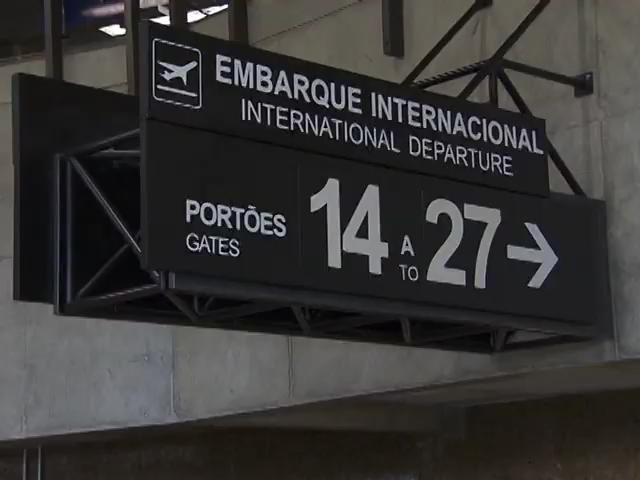 EMBARQUE INTERNACIONAL
INTERNATIONAL DEPARTURE
PORTÕES 14 A 27
GATES TO